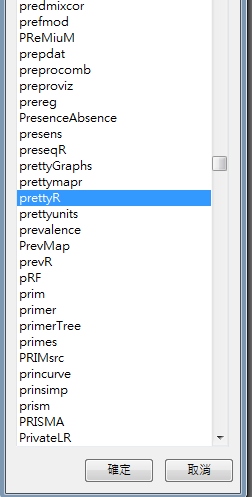 predmixcor
prefmod
PReMiuM
prepdat
preprocomb
preproviz
prereg
PresenceAbsence
presens
preseqR
prettyGraphs
prettymapr
prettyR
prettyunits
prevalence
PrevMap
prevR
pRF
prim
primer
primerTree
primes
PRIMsrc
princurve
prinsimp
prism
PRISMA
PrivateLR
確定 取消